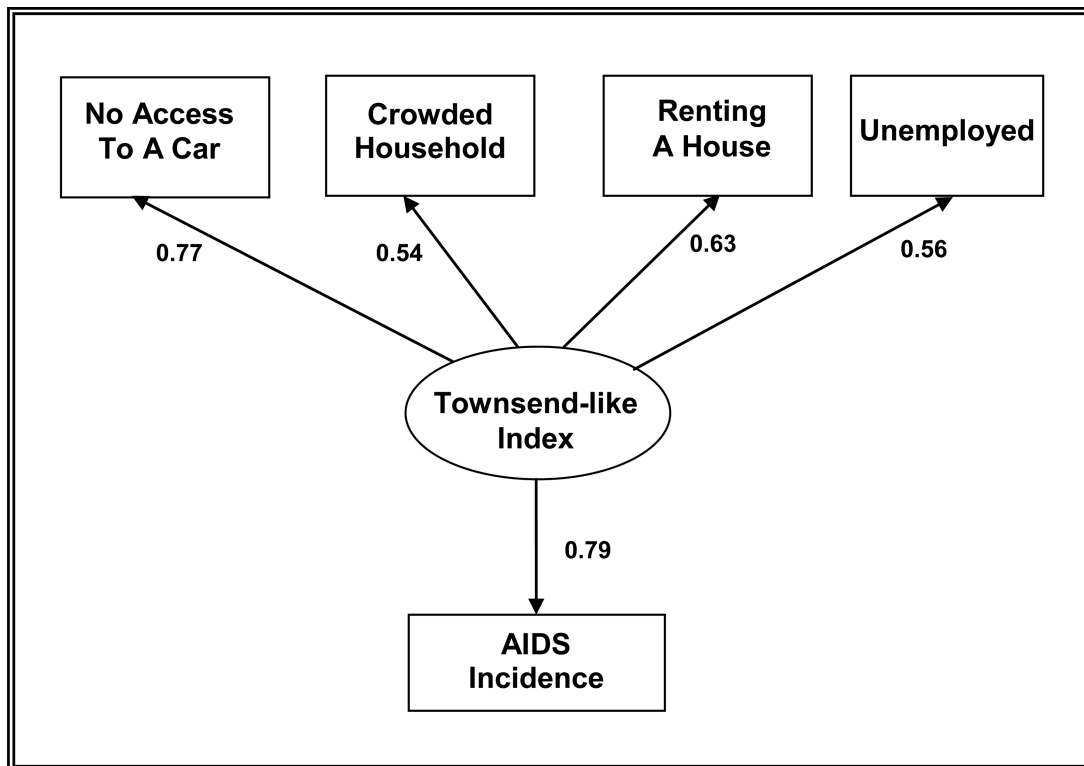 No Access
To A Car
Crowded
Household
Renting
A House
Unemployed
0.77
0.54
0.63
0.56
Townsend-like
Index
0.79
AIDS
Incidence